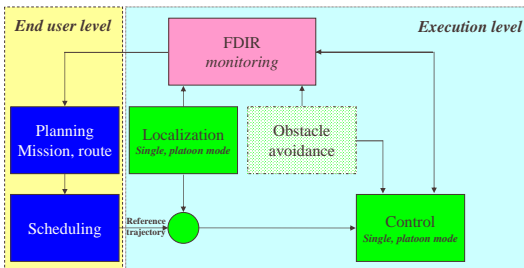 End user level
Execution level
FDIR
monitoring
Planning
Mission, route
Localization
Single, platoon mode
Obstacle
avoidance
Scheduling
Reference
trajectory
Control
Single, platoon mode